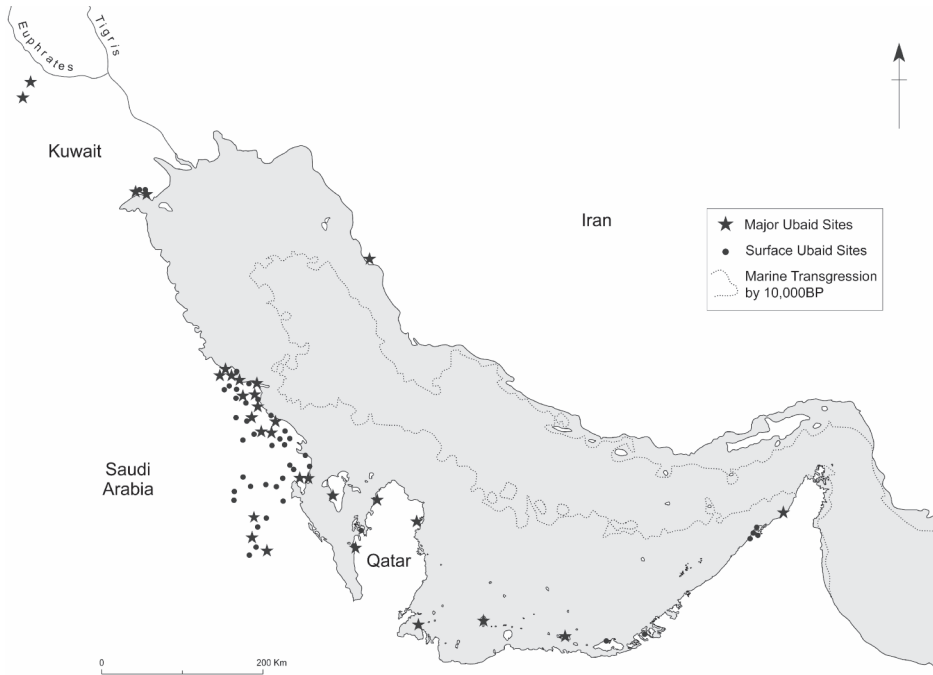 Euphrates
Tigris
Kuwait
Iran
Major Ubaid Sites
Surface Ubaid Sites
Marine Transgression
by 10,000BP
Saudi
Arabia
Qatar
0
200 Km